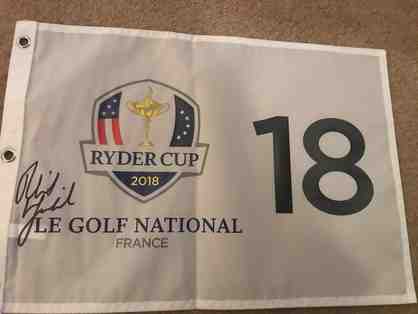 RYDER CUP
2018
LE GOLF NATIONAL
FRANCE
18